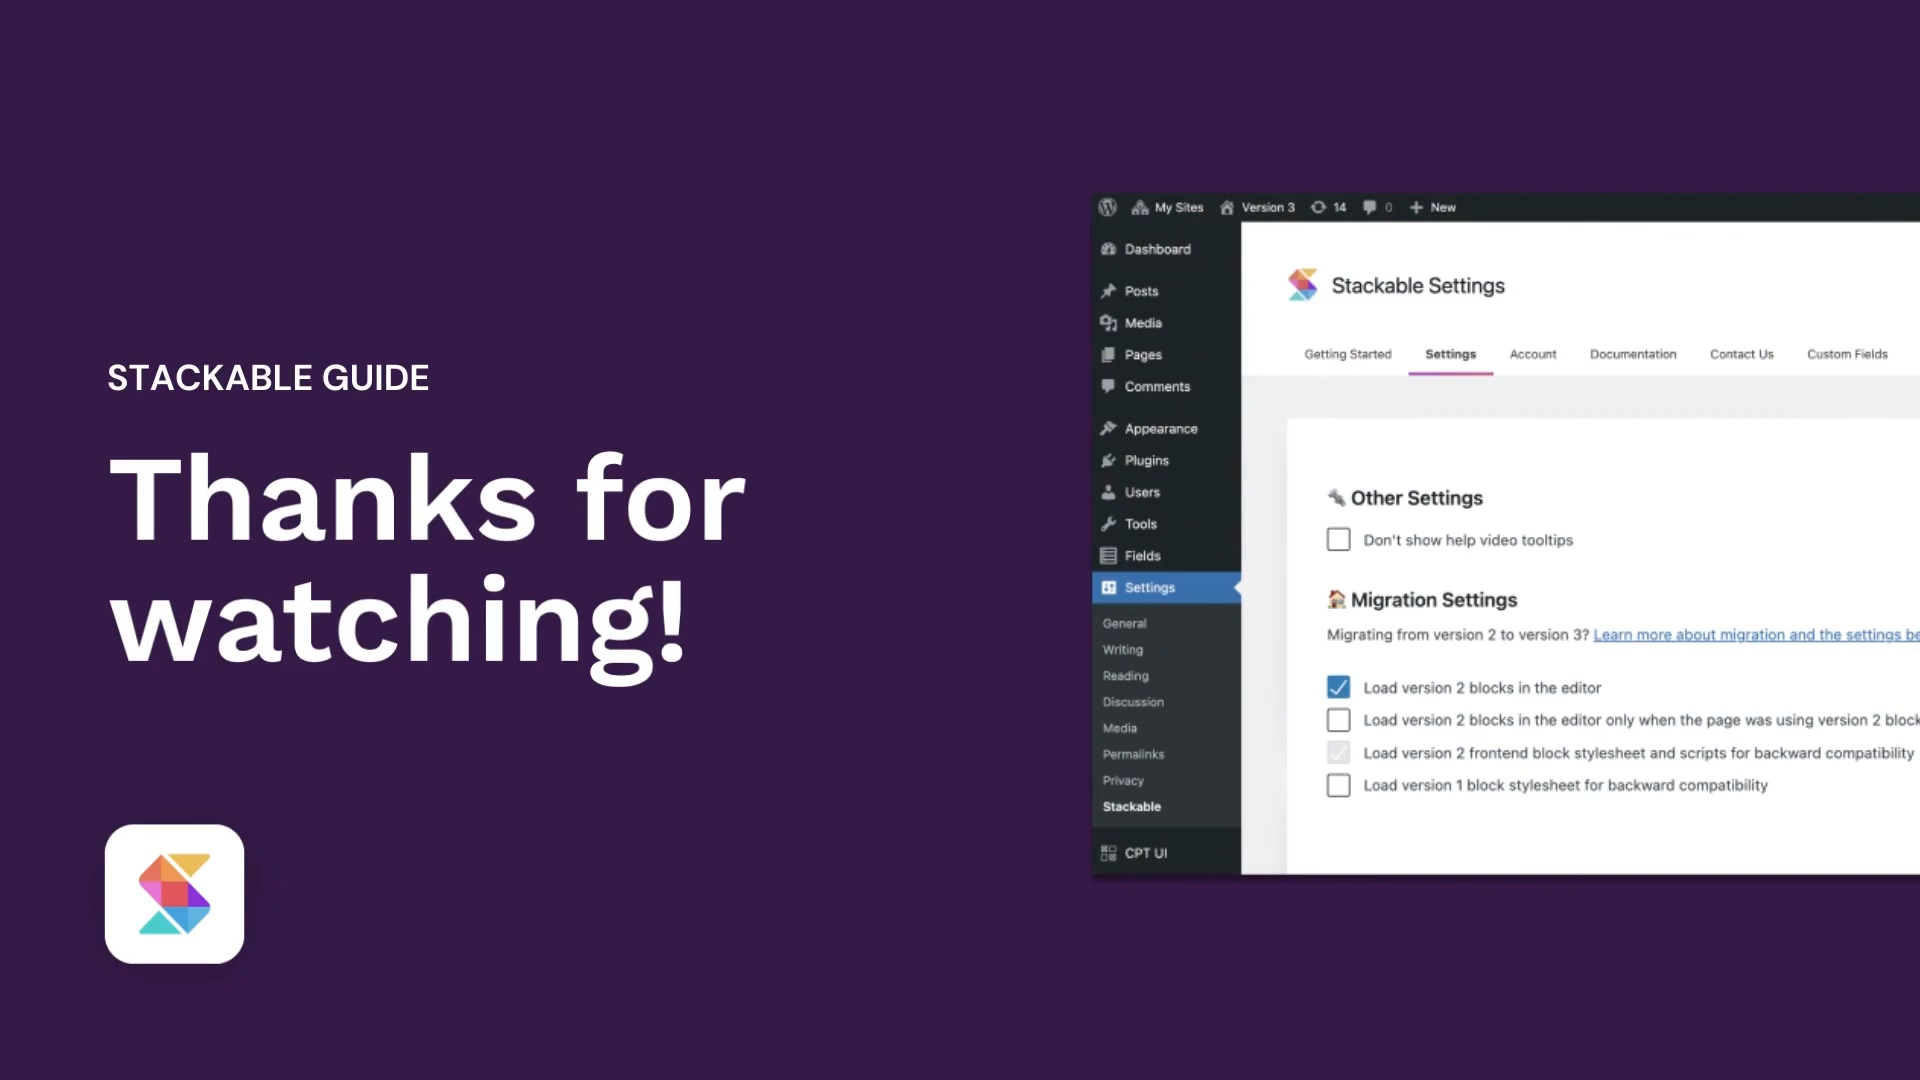 STACKABLE GUIDE
Thanks for
watching!
My Sites Version 3 14 0 New
Dashboard
Posts
Media
Pages
Comments
Appearance
Plugins
Users
Tools
Fields
Settings
General
Writing
Reading
Discussion
Media
Permalinks
Privacy
Stackable
CPT UI
Stackable Settings
Getting Started Settings Account Documentation Contact Us Custom Fields
Other Settings
Don't show help video tooltips
Migration Settings
Migrating from version 2 to version 3? Learn more about migration and the settings
Load version 2 blocks in the editor
Load version 2 blocks in the editor only when the page was using version 2
Load version 2 frontend block stylesheet and scripts for backward compatibility
Load version 1 block stylesheet for backward compatibility